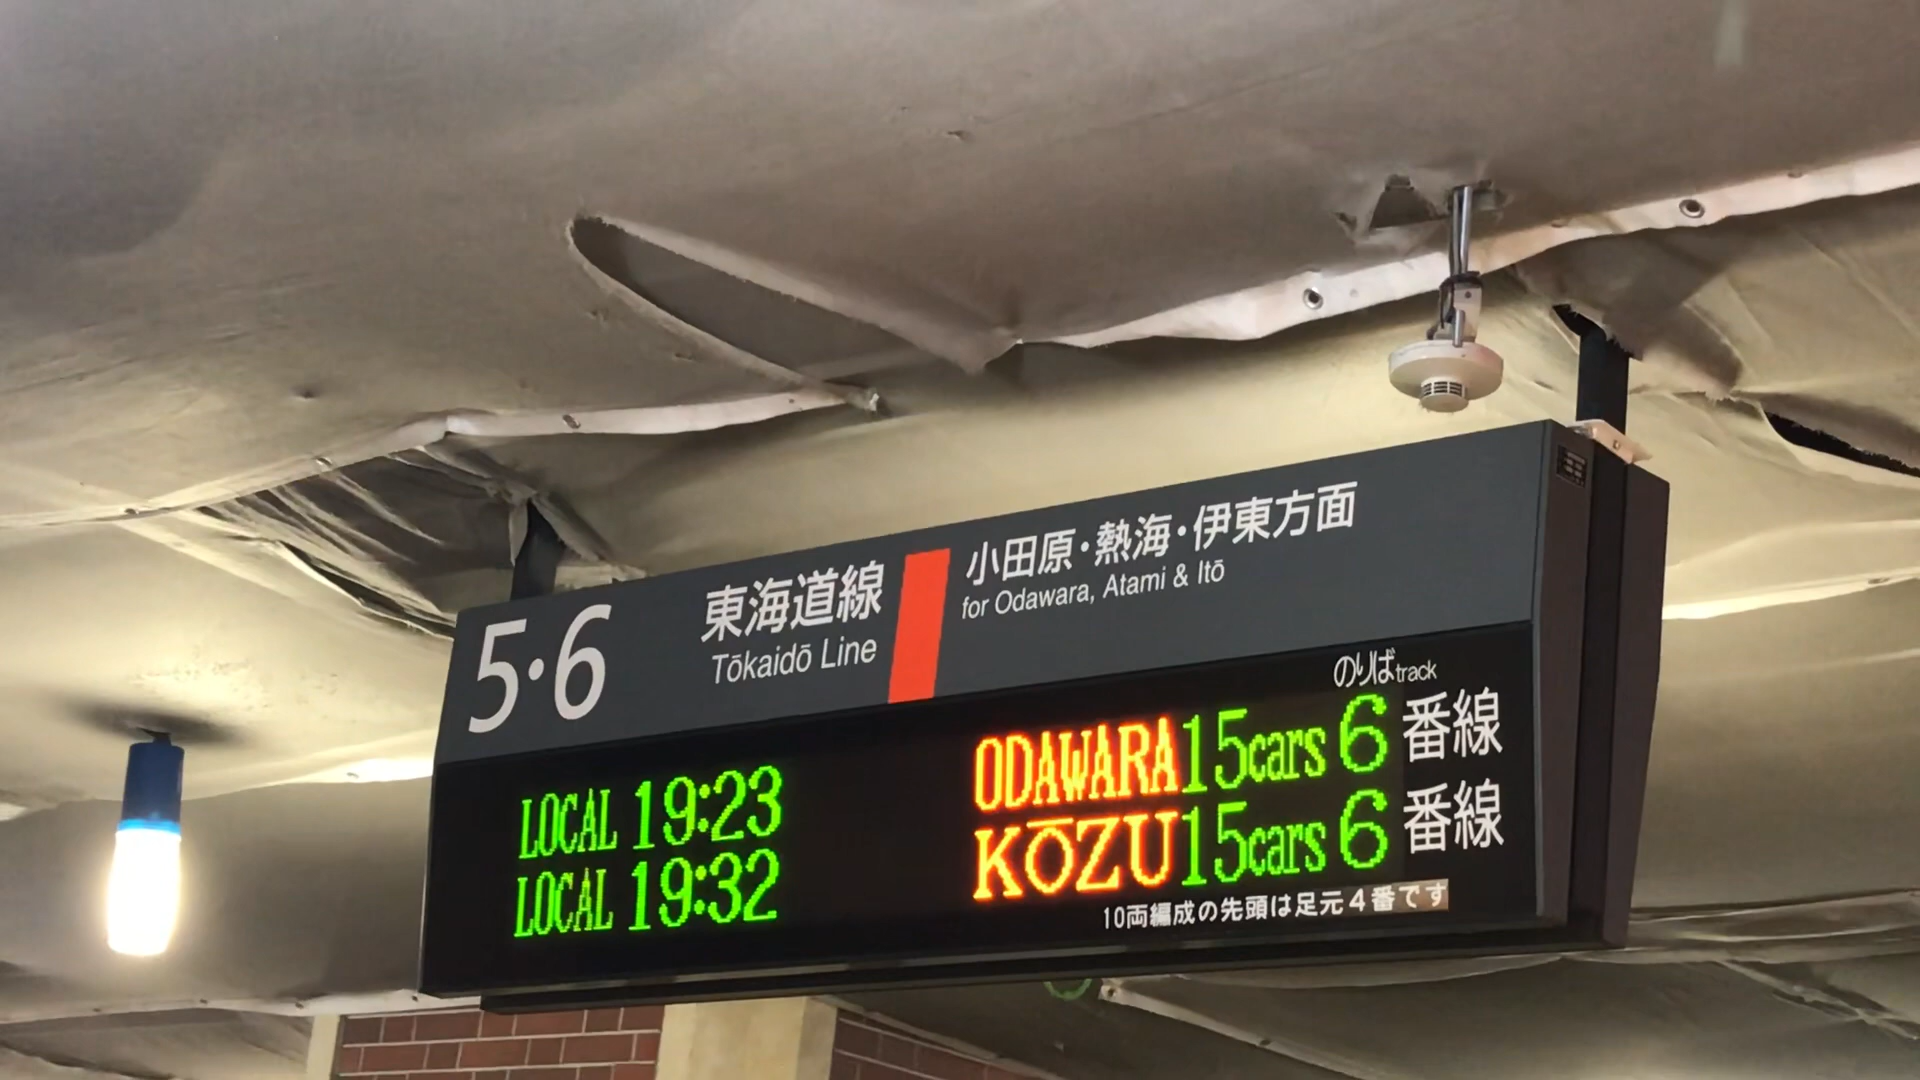 5・6
東海道線
Tōkaidō Line
小田原・熱海・伊東方面
for Odawara, Atami & Itō
のりば track
LOCAL 19:23 ODAWARA 15cars 6 番線
LOCAL 19:32 KŌZU 15cars 6 番線
10両編成の先頭は足元4番です